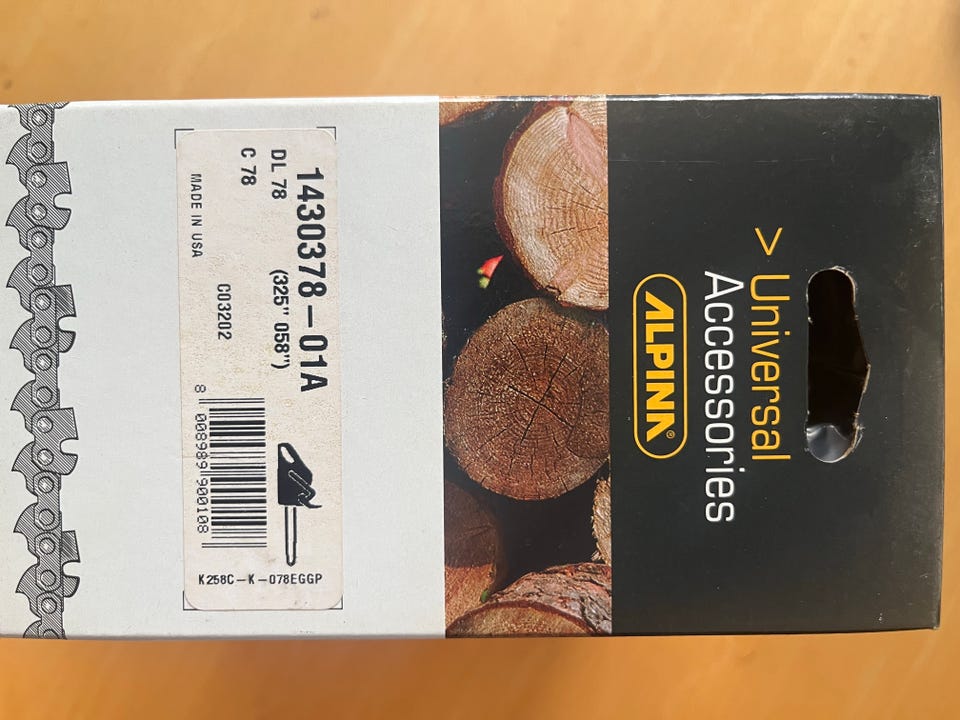 > Universal
Accessories
ALPINA®
1430378-01A
DL 78 (325" 058")
C 78
C03202
MADE IN USA
8 008989 900108
K258C-K-078EGGP